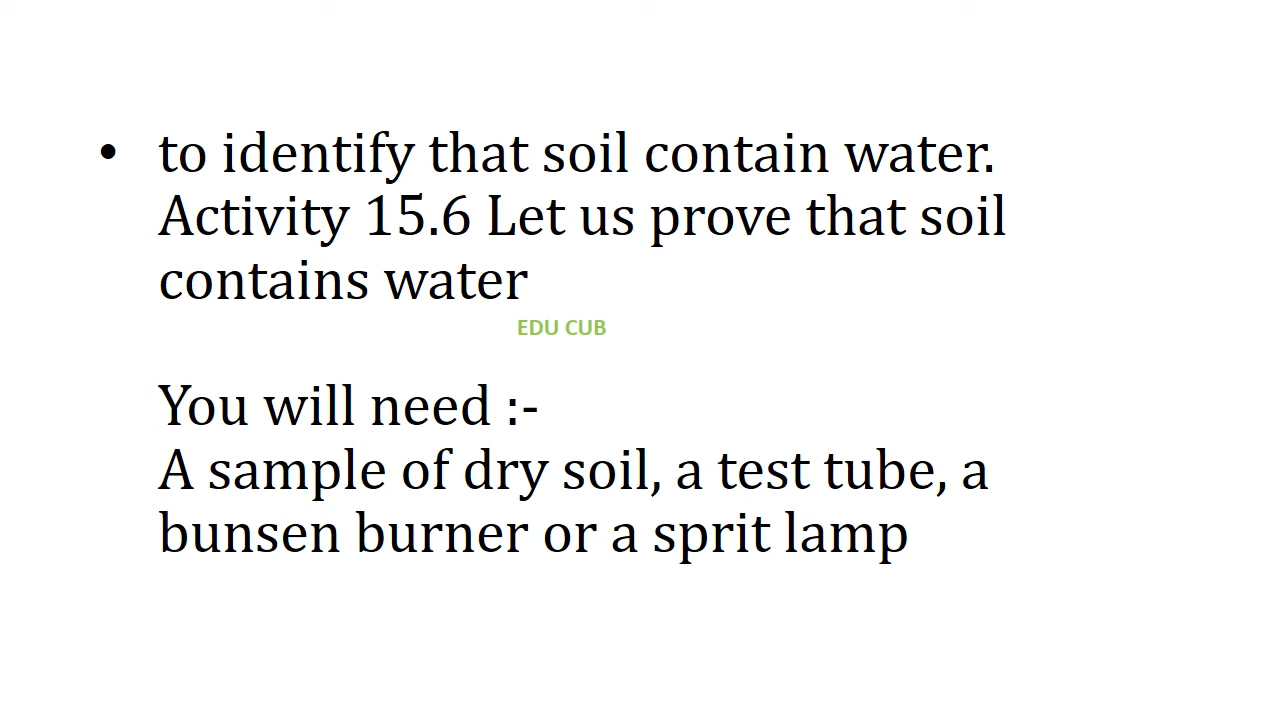 • to identify that soil contain water.
Activity 15.6 Let us prove that soil
contains water
EDU CUB
You will need :-
A sample of dry soil, a test tube, a
bunsen burner or a sprit lamp